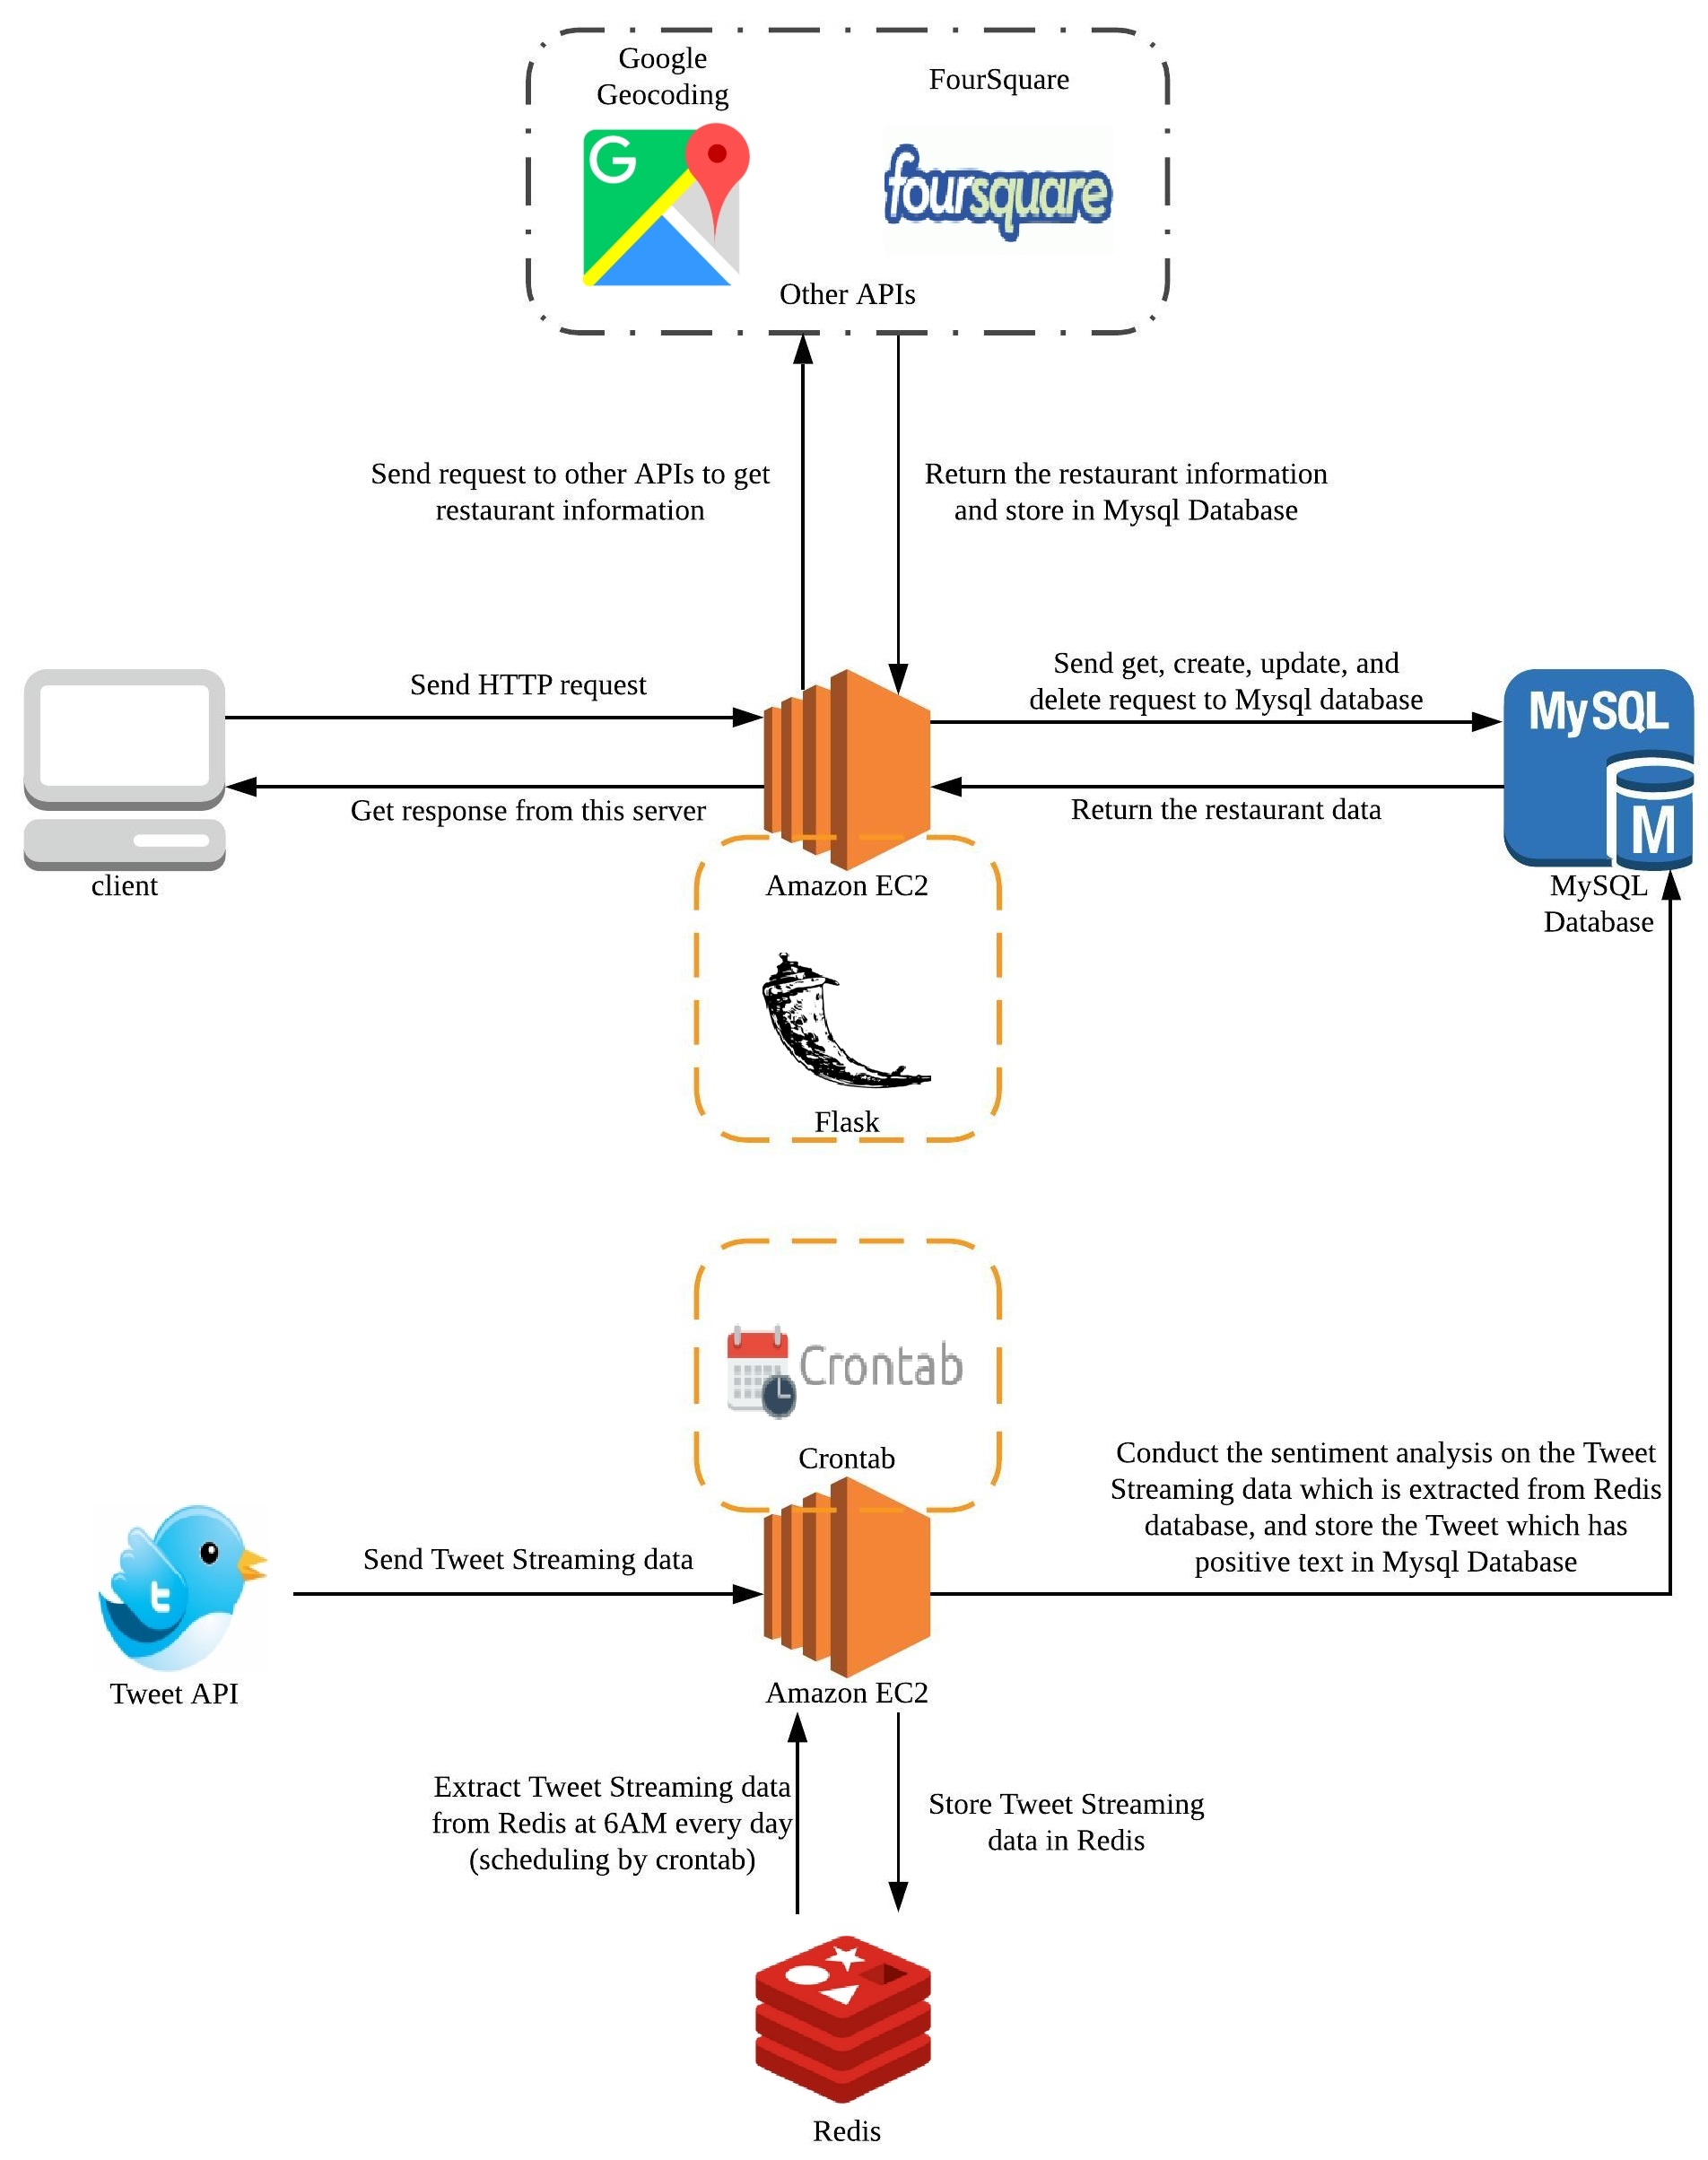 Google
Geocoding
FourSquare
G
foursquare
Other APIs
Send request to other APIs to get
restaurant information
Return the restaurant information
and store in Mysql Database
Send HTTP request
Send get, create, update, and
delete request to Mysql database
MySQL
M
Get response from this server
Return the restaurant data
client
Amazon EC2
MySQL
Database
Flask
Crontab
Crontab
Conduct the sentiment analysis on the Tweet
Streaming data which is extracted from Redis
database, and store the Tweet which has
positive text in Mysql Database
Send Tweet Streaming data
t
Tweet API
Amazon EC2
Extract Tweet Streaming data
from Redis at 6AM every day
(scheduling by crontab)
Store Tweet Streaming
data in Redis
Redis